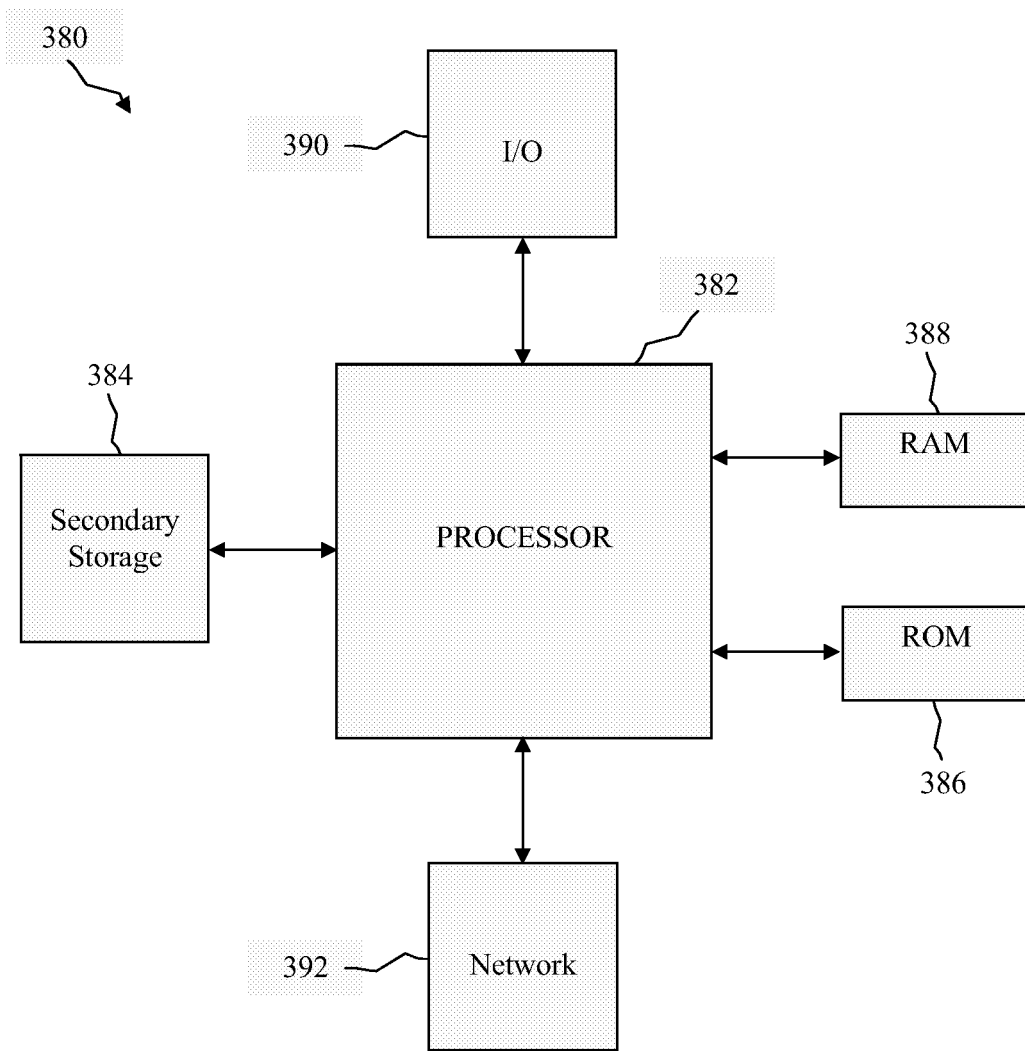 380
390
I/O
382
388
384
RAM
Secondary
Storage
PROCESSOR
ROM
386
392
Network